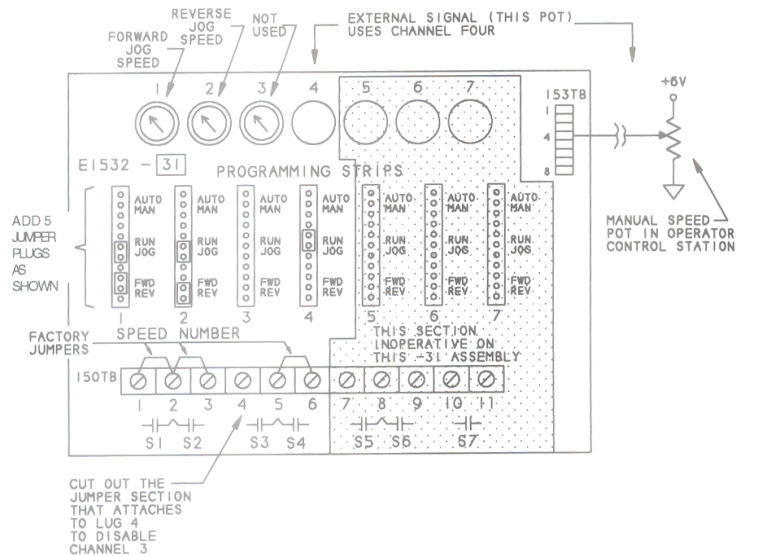 FORWARD
JOG
SPEED
REVERSE
JOG
SPEED
NOT
USED
EXTERNAL SIGNAL (THIS POT)
USES CHANNEL FOUR
1 2 3 4 5 6 7
153TB
1
4
8
+6V
MANUAL SPEED
POT IN OPERATOR
CONTROL STATION
E1532 - 31
PROGRAMMING STRIPS
ADD 5
JUMPER
PLUGS
AS
SHOWN
AUTO
MAN
RUN
JOG
FWD
REV
AUTO
MAN
RUN
JOG
FWD
REV
AUTO
MAN
RUN
JOG
FWD
REV
AUTO
MAN
RUN
JOG
FWD
REV
AUTO
MAN
RUN
JOG
FWD
REV
AUTO
MAN
RUN
JOG
FWD
REV
AUTO
MAN
RUN
JOG
FWD
REV
1 2 3 4 5 6 7
SPEED NUMBER
FACTORY
JUMPERS
THIS SECTION
INOPERATIVE ON
THIS -31 ASSEMBLY
150TB
1 2 3 4 5 6 7 8 9 10 11
S1 S2 S3 S4 S5 S6 S7
CUT OUT THE
JUMPER SECTION
THAT ATTACHES
TO LUG 4
TO DISABLE
CHANNEL 3